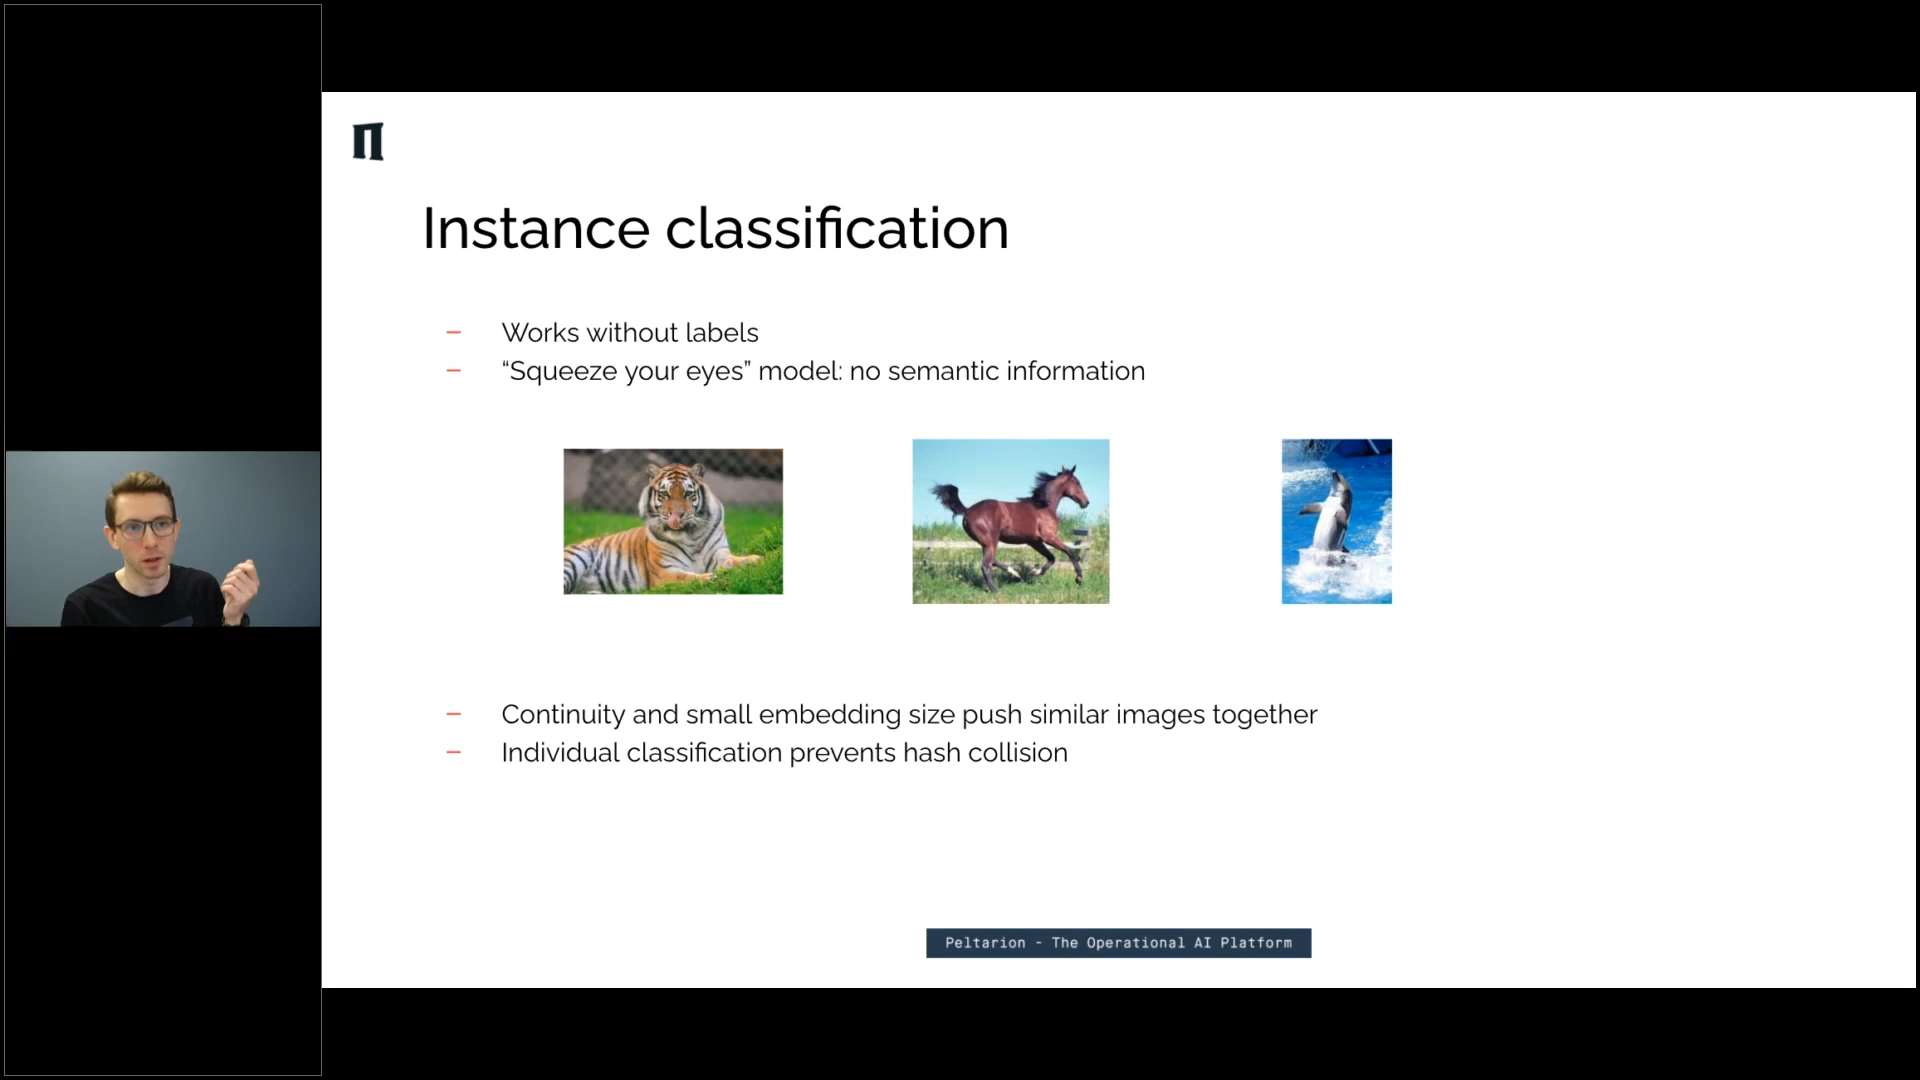 Instance classification
– Works without labels
– “Squeeze your eyes” model: no semantic information
– Continuity and small embedding size push similar images together
– Individual classification prevents hash collision
Peltarion - The Operational AI Platform